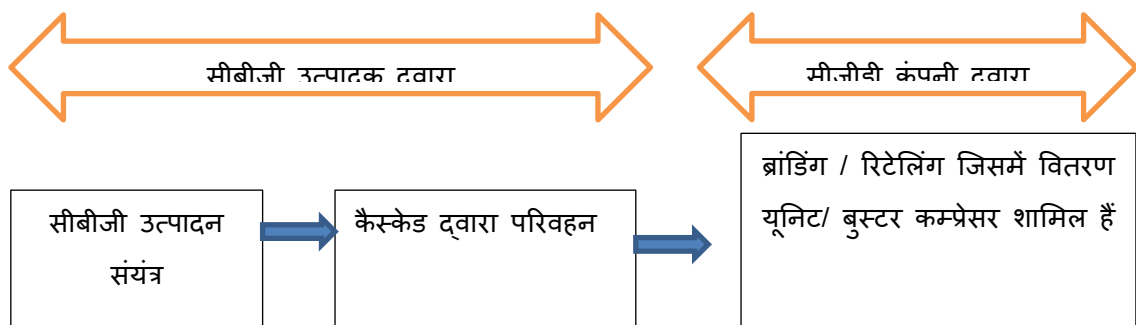 सीबीजी उत्पादक द्वारा
सीजीडी कंपनी द्वारा
सीबीजी उत्पादन
संयंत्र
कैस्केड द्वारा परिवहन
ब्रांडिंग / रिटेलिंग जिसमें वितरण
यूनिट/ बुस्टर कम्प्रेसर शामिल हैं